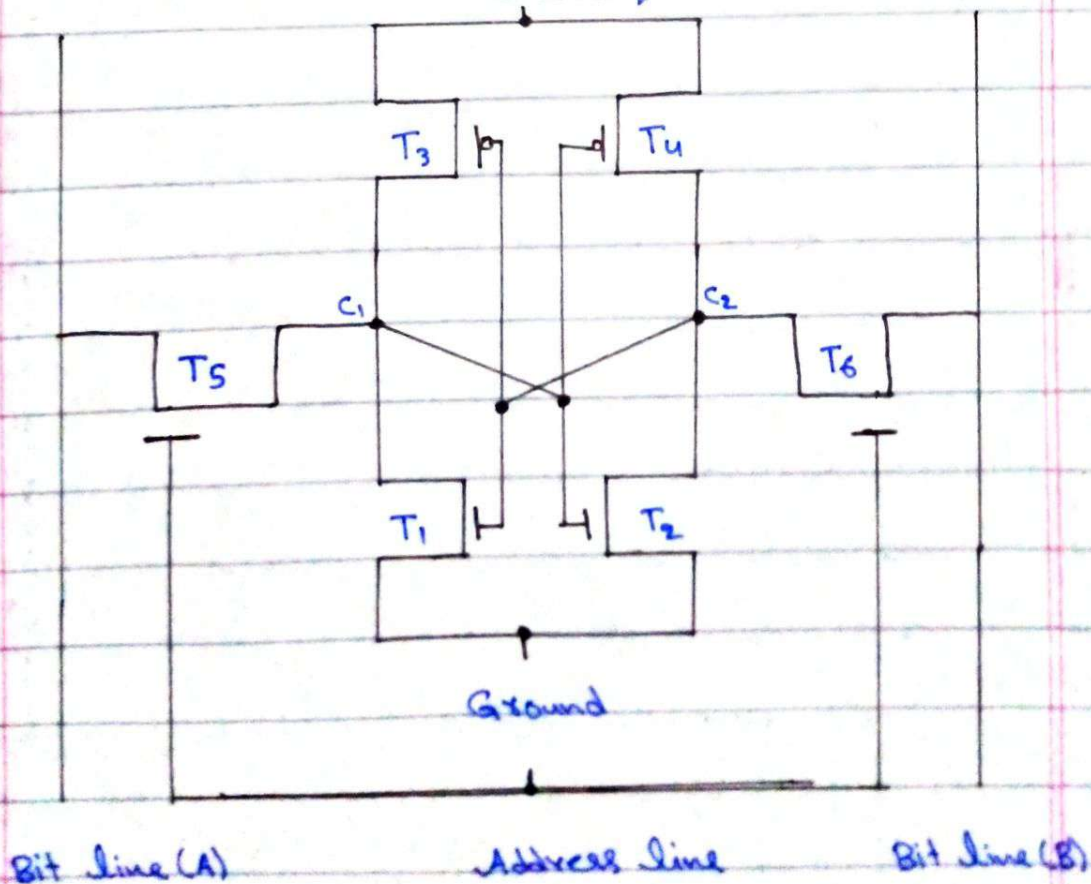 T3 T4
C1 C2
T5 T6
T1 T2
Ground
Bit line (A) Address line Bit line (B)